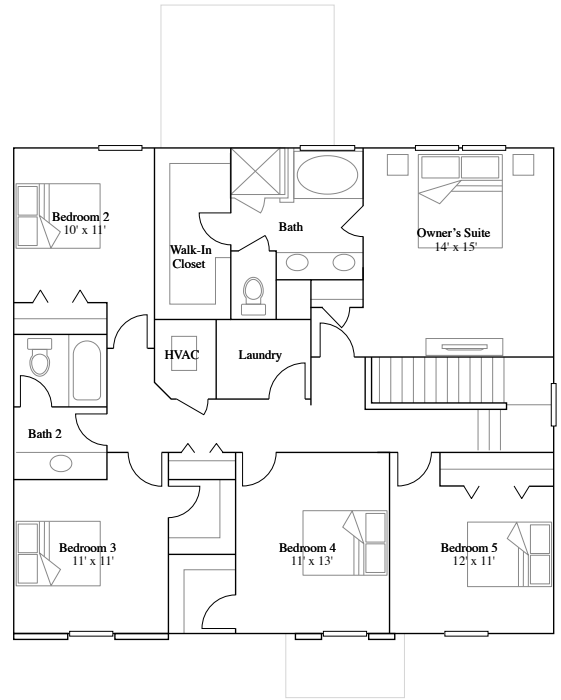 Bedroom 2
10' x 11'
Walk-In
Closet
Bath
Owner's Suite
14' x 15'
HVAC
Laundry
Bath 2
Bedroom 3
11' x 11'
Bedroom 4
11' x 13'
Bedroom 5
12' x 11'